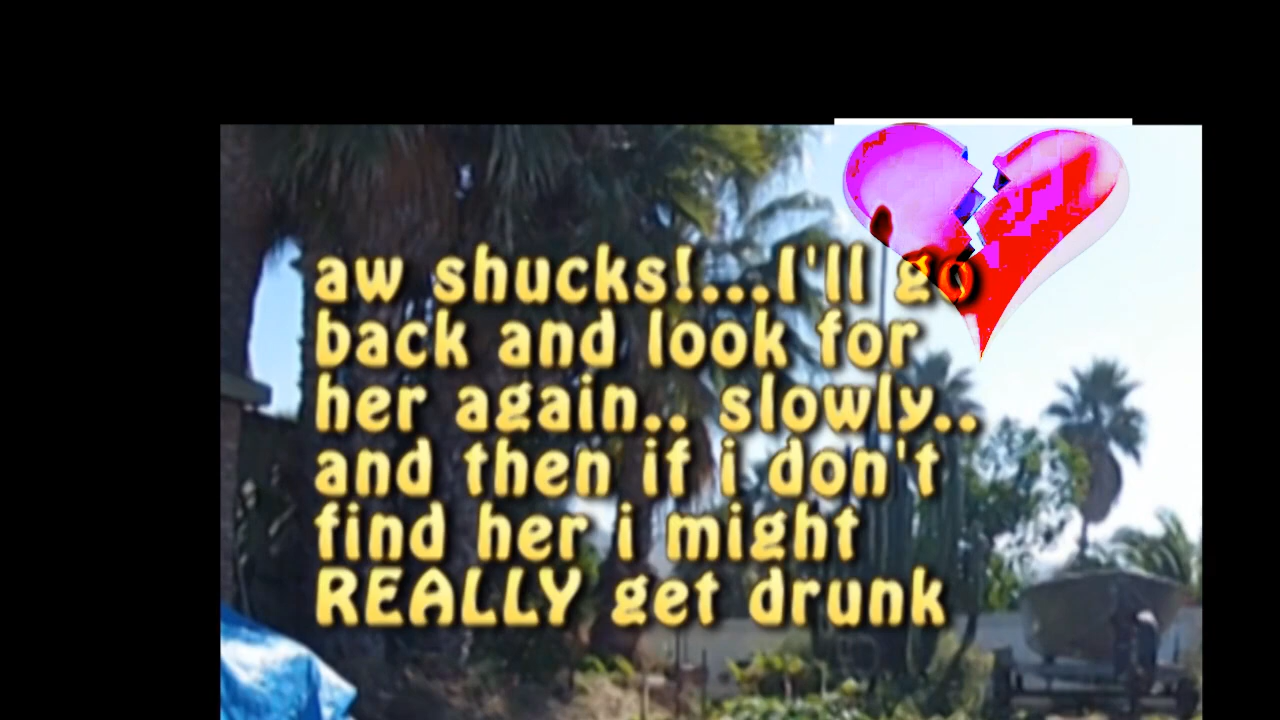 aw shucks!...I'll go
back and look for
her again.. slowly..
and then if i don't
find her i might
REALLY get drunk